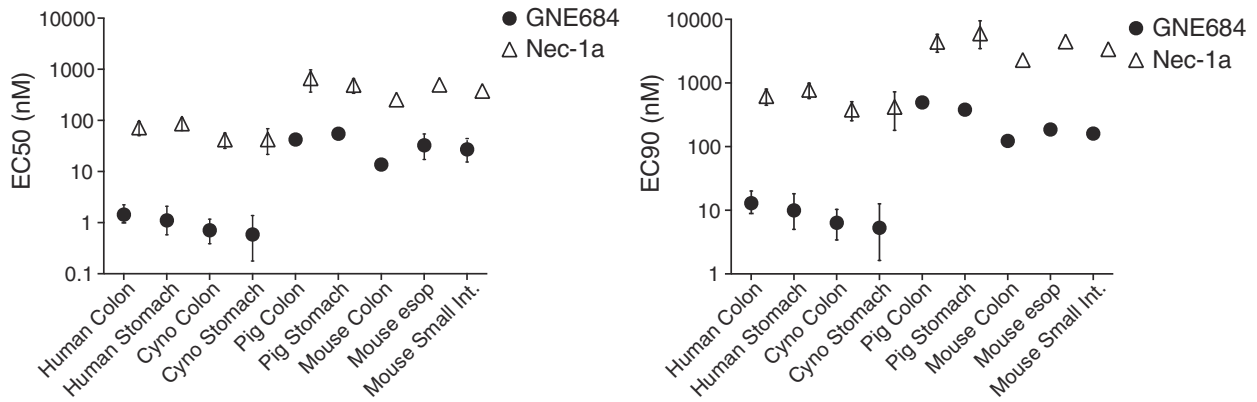 EC50 (nM)
10000
1000
100
10
1
0.1
GNE684
Nec-1a
Human Colon
Human Stomach
Cyno Colon
Cyno Stomach
Pig Colon
Pig Stomach
Mouse Colon
Mouse esop
Mouse Small Int.
EC90 (nM)
10000
1000
100
10
1
GNE684
Nec-1a
Human Colon
Human Stomach
Cyno Colon
Cyno Stomach
Pig Colon
Pig Stomach
Mouse Colon
Mouse esop
Mouse Small Int.